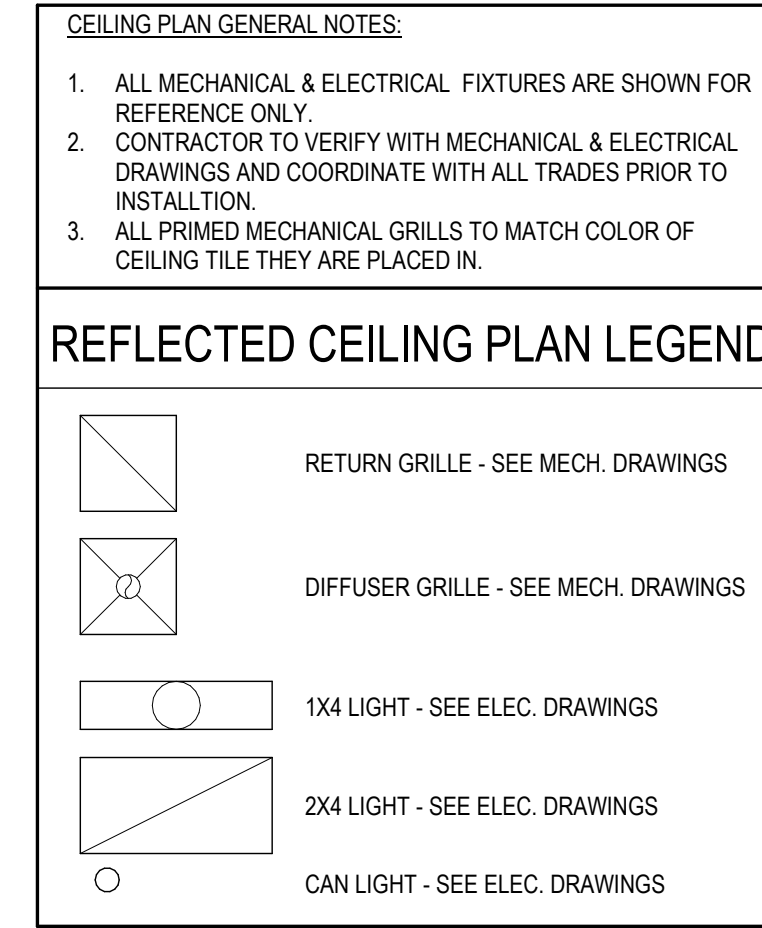 CEILING PLAN GENERAL NOTES:
1. ALL MECHANICAL & ELECTRICAL FIXTURES ARE SHOWN FOR
REFERENCE ONLY.
2. CONTRACTOR TO VERIFY WITH MECHANICAL & ELECTRICAL
DRAWINGS AND COORDINATE WITH ALL TRADES PRIOR TO
INSTALLTION.
3. ALL PRIMED MECHANICAL GRILLS TO MATCH COLOR OF
CEILING TILE THEY ARE PLACED IN.
REFLECTED CEILING PLAN LEGEND
RETURN GRILLE - SEE MECH. DRAWINGS
DIFFUSER GRILLE - SEE MECH. DRAWINGS
1X4 LIGHT - SEE ELEC. DRAWINGS
2X4 LIGHT - SEE ELEC. DRAWINGS
CAN LIGHT - SEE ELEC. DRAWINGS